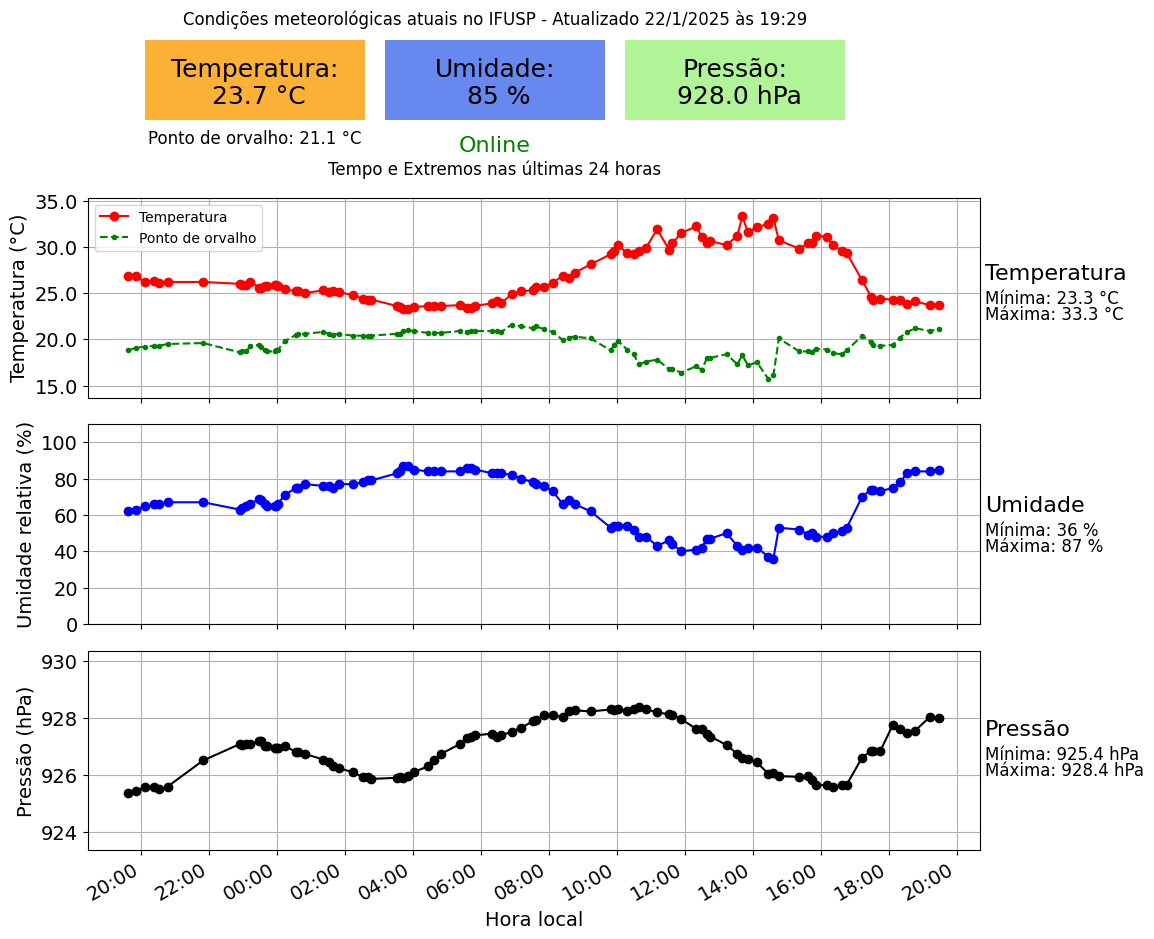 Condições meteorológicas atuais no IFUSP - Atualizado 22/1/2025 às 19:29
Temperatura:
23.7 °C
Umidade:
85 %
Pressão:
928.0 hPa
Ponto de orvalho: 21.1 °C
Online
Tempo e Extremos nas últimas 24 horas
Temperatura (°C)
35.0
30.0
25.0
20.0
15.0
Temperatura
Ponto de orvalho
Temperatura
Mínima: 23.3 °C
Máxima: 33.3 °C
Umidade relativa (%)
100
80
60
40
20
0
Umidade
Mínima: 36 %
Máxima: 87 %
Pressão (hPa)
930
928
926
924
Pressão
Mínima: 925.4 hPa
Máxima: 928.4 hPa
20:00 22:00 00:00 02:00 04:00 06:00 08:00 10:00 12:00 14:00 16:00 18:00 20:00
Hora local